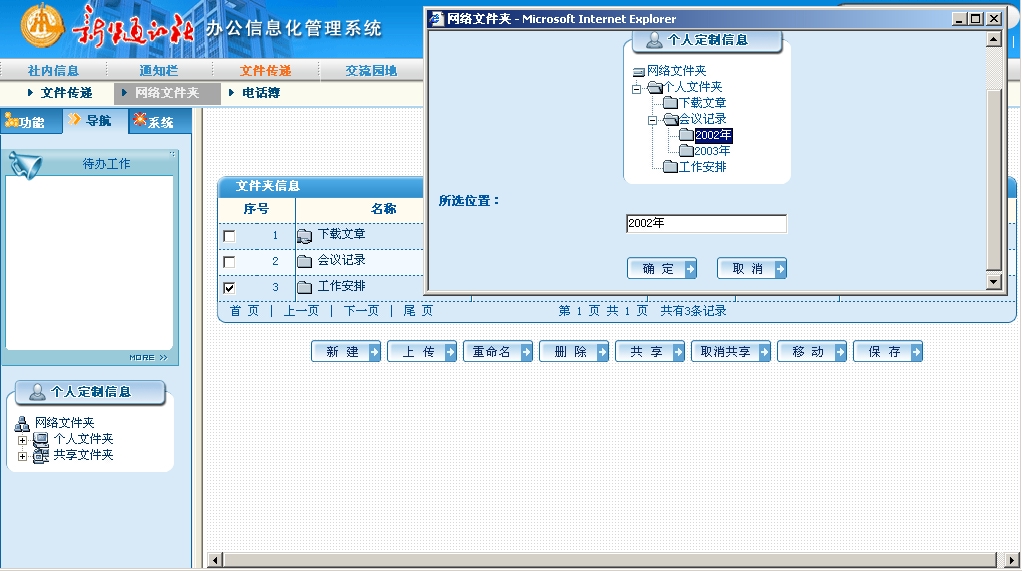 新华通讯社 办公信息化管理系统
社内信息 通知栏 文件传递 交流园地
文件传递 网络文件夹 电话簿
功能 导航 系统
待办工作
MORE >>
个人定制信息
网络文件夹
个人文件夹
共享文件夹
文件夹信息
序号 名称
1 下载文章
2 会议记录
3 工作安排
首 页 | 上一页 | 下一页 | 尾 页 第 1 页 共 1 页 共有3条记录
新 建 上 传 重命名 删 除 共 享 取消共享 移 动 保 存
网络文件夹 - Microsoft Internet Explorer
个人定制信息
网络文件夹
个人文件夹
下载文章
会议记录
2002年
2003年
工作安排
所选位置：
2002年
确 定 取 消